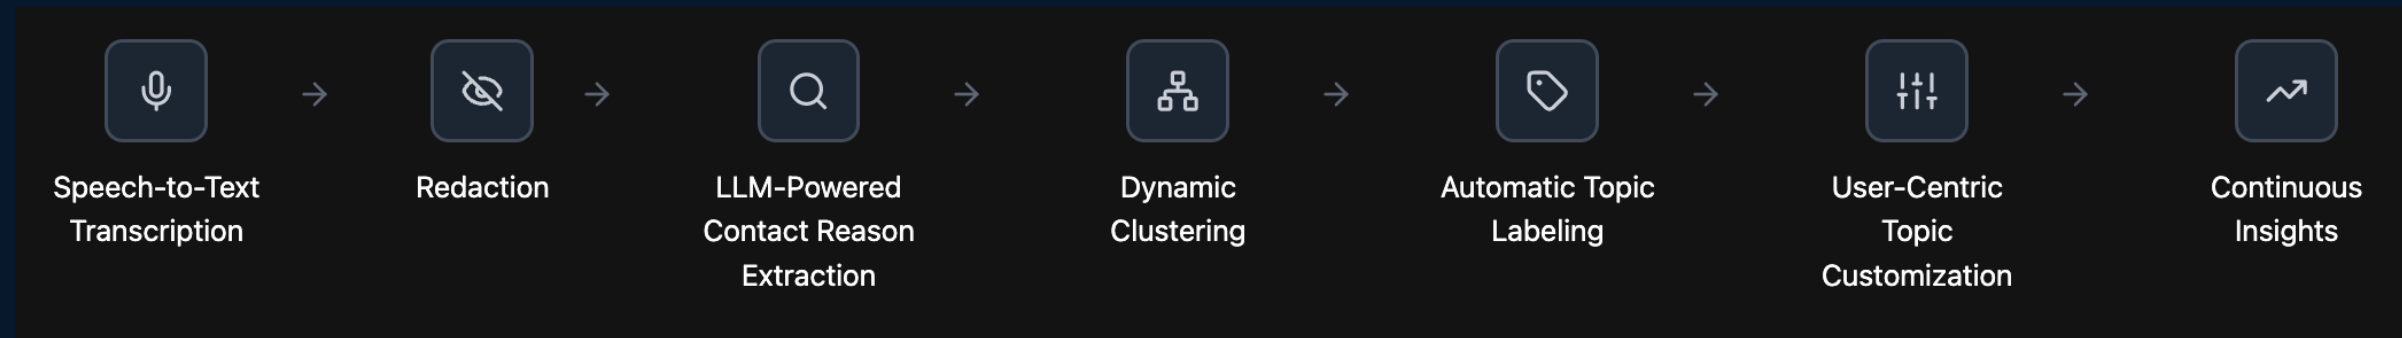 Speech-to-Text
Transcription
Redaction
LLM-Powered
Contact Reason
Extraction
Dynamic
Clustering
Automatic Topic
Labeling
User-Centric
Topic
Customization
Continuous
Insights